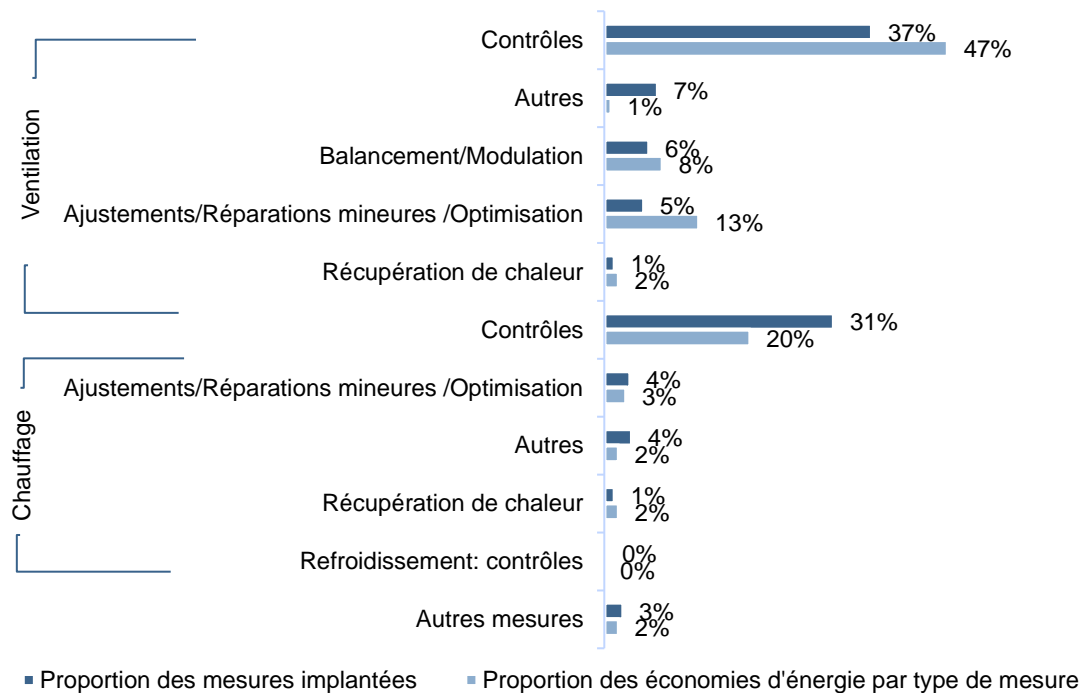 Ventilation
Contrôles
37%
47%
Autres
7%
1%
Balancement/Modulation
6%
8%
Ajustements/Réparations mineures /Optimisation
5%
13%
Récupération de chaleur
1%
2%
Chauffage
Contrôles
31%
20%
Ajustements/Réparations mineures /Optimisation
4%
3%
Autres
4%
2%
Récupération de chaleur
1%
2%
Refroidissement: contrôles
0%
0%
Autres mesures
3%
2%
Proportion des mesures implantées
Proportion des économies d'énergie par type de mesure